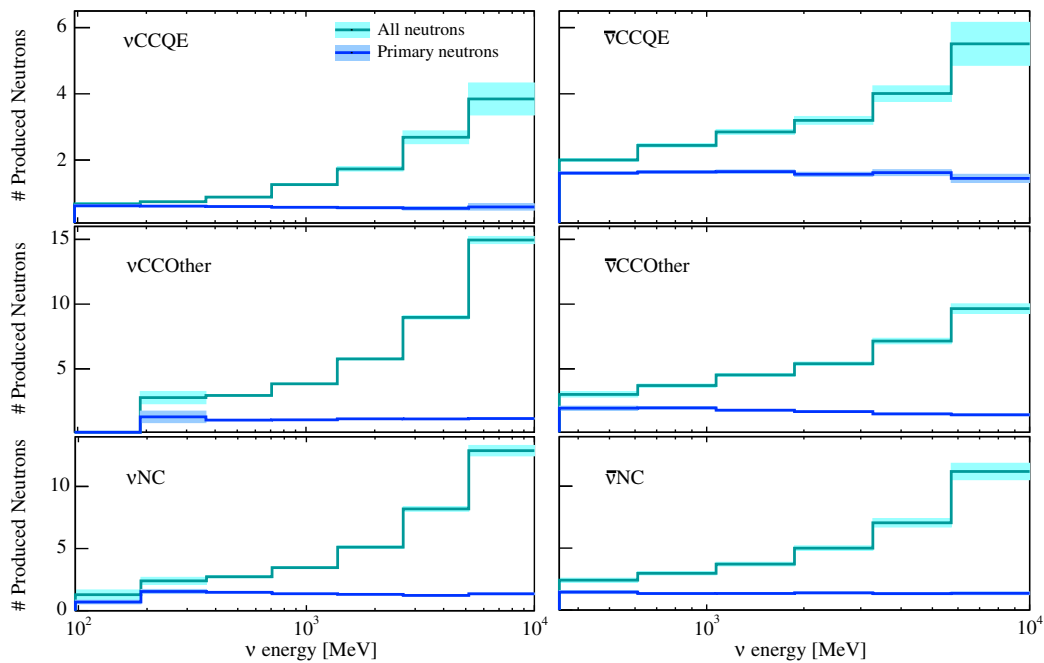 6
4
2
# Produced Neutrons
νCCQE
All neutrons
Primary neutrons
ν̅CCQE
15
10
5
# Produced Neutrons
νCCOther
ν̅CCOther
10
5
0
# Produced Neutrons
νNC
ν̅NC
10² 10³ 10⁴
10³ 10⁴
ν energy [MeV]
ν energy [MeV]